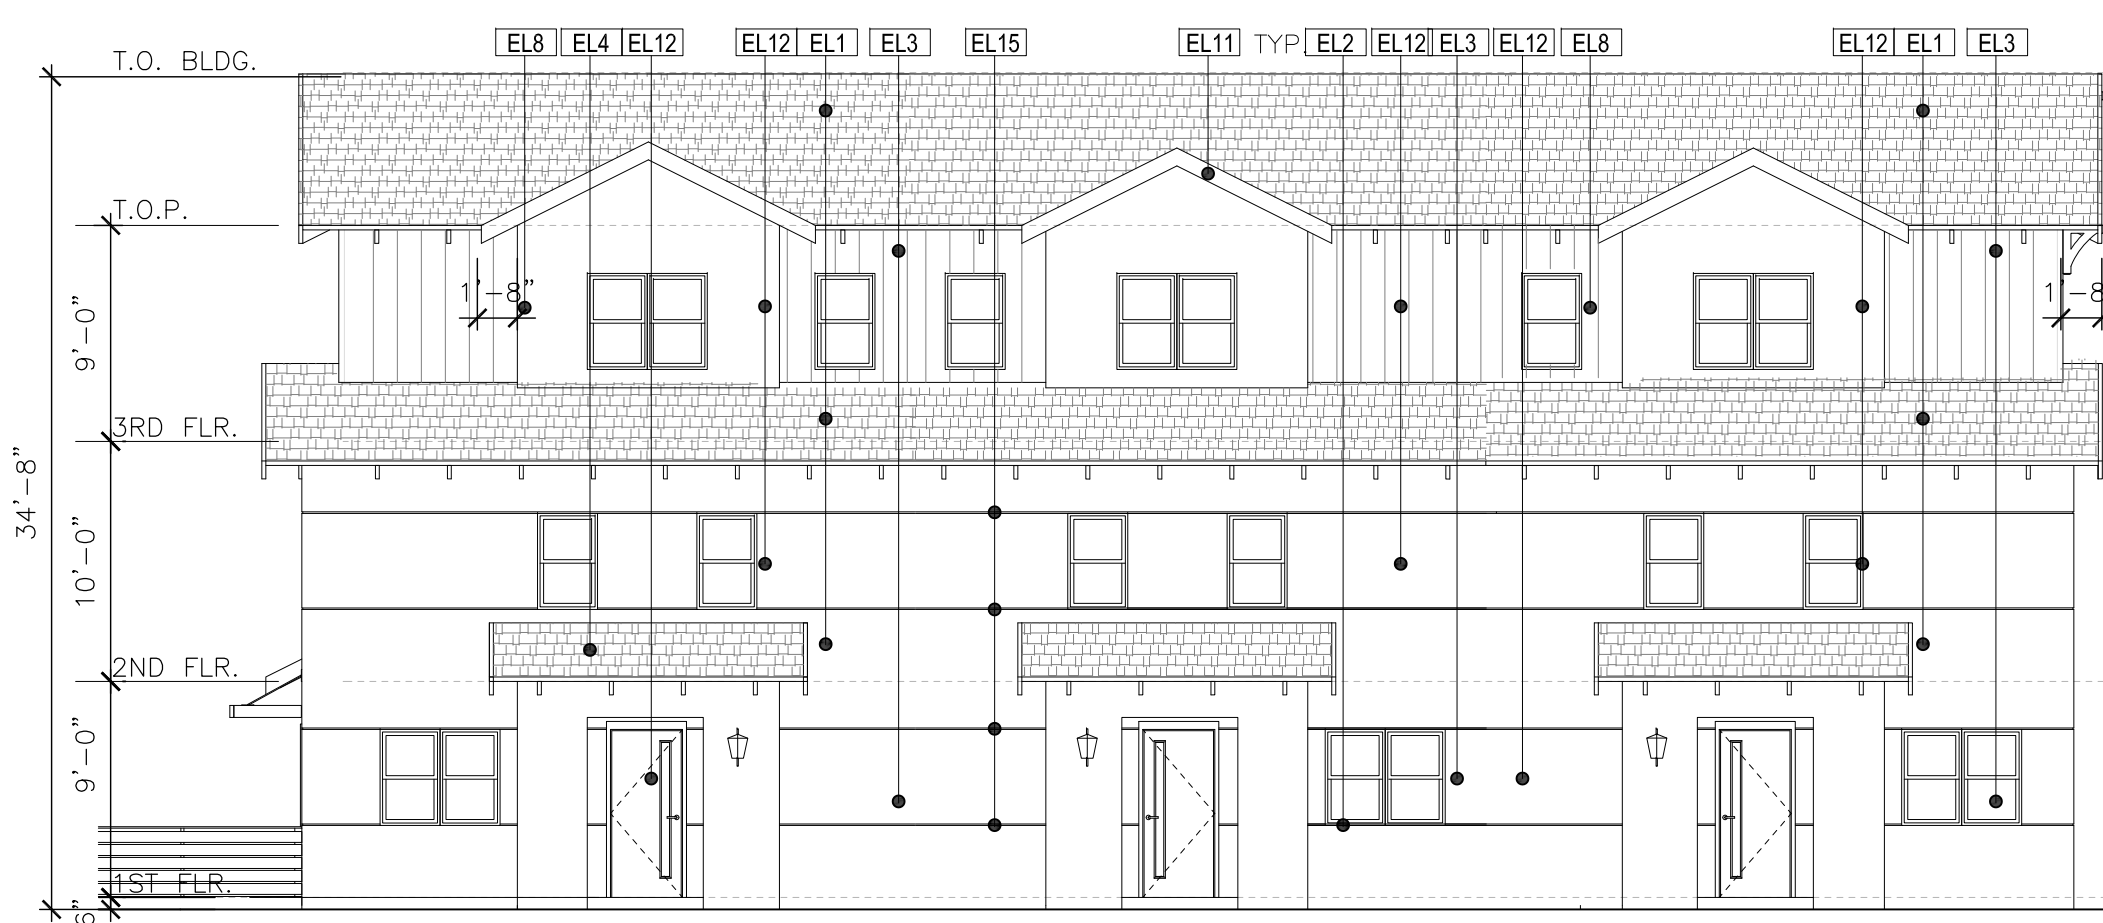 EL8 EL4 EL12 EL12 EL1 EL3 EL15 EL11 TYP. EL2 EL12 EL3 EL12 EL8 EL12 EL1 EL3
T.O. BLDG.
T.O.P.
1'-8" 1'-8
9'-0"
3RD FLR.
34'-8"
10'-0"
2ND FLR.
9'-0"
1ST FLR.
6"